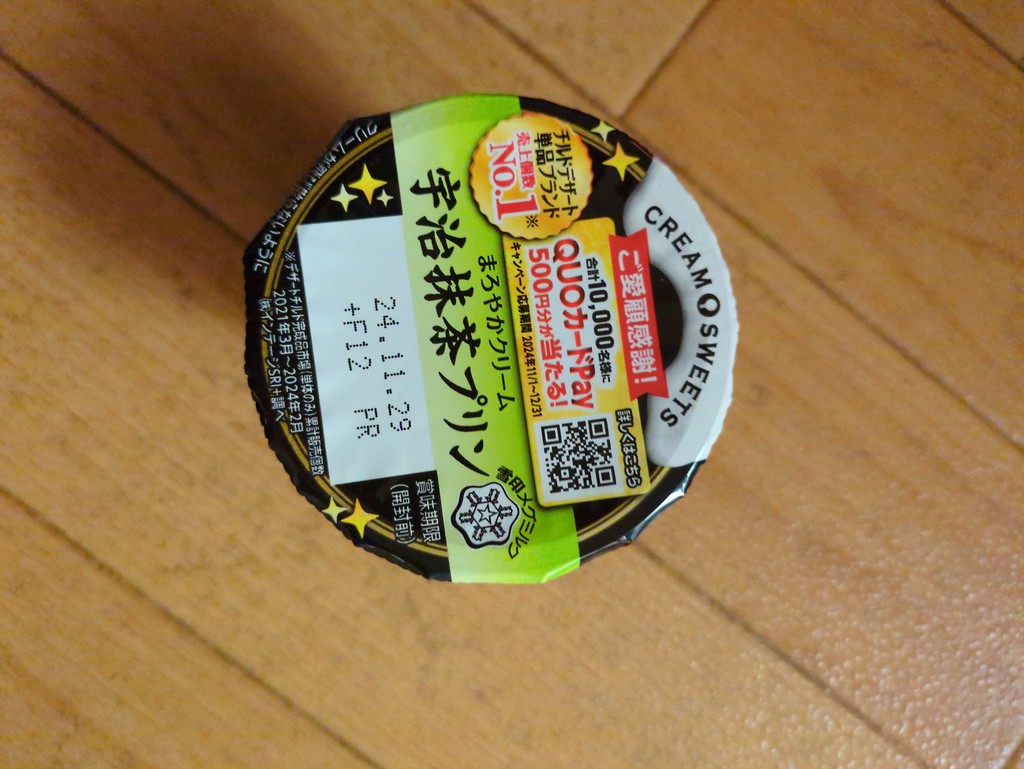 CREAM SWEETS
ご愛顧感謝!
合計10,000名様に
QUOカードPay
500円分が当たる!
キャンペーン応募期間 2024年11/1~12/31
詳しくはこちら
チルドデザート
単品ブランド
売上個数
No.1※
まろやかクリーム
宇治抹茶プリン
雪印メグミルク
賞味期限
(開封前)
24.11.29
+F12 PR
※デザートチルド完成品市場(単体のみ)累計販売個数
2021年3月~2024年2月
(株)インテージSRI+調べ